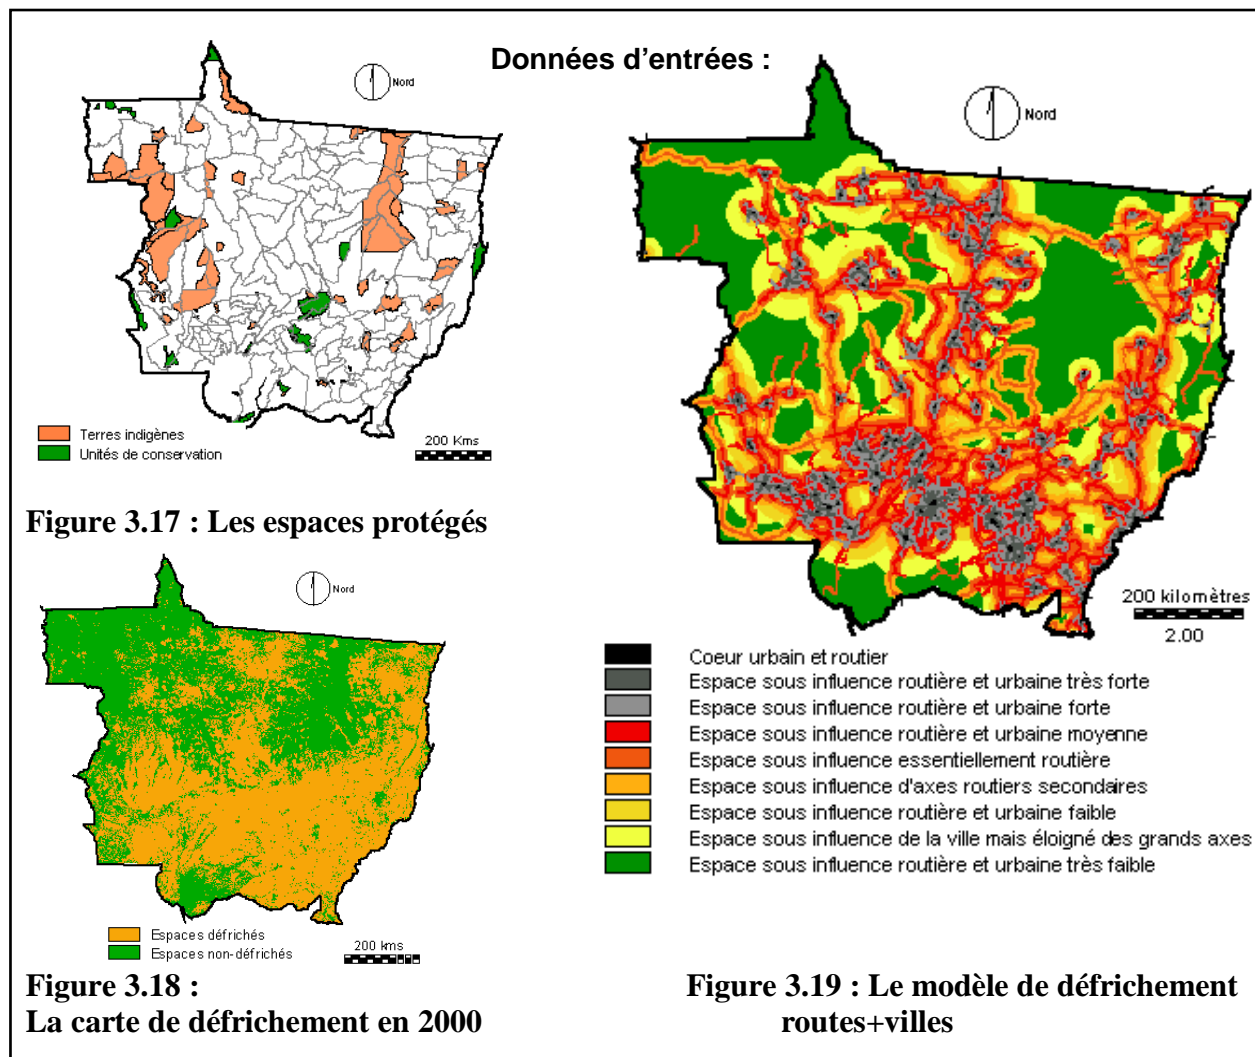 Données d'entrées :
Nord
Terres indigènes
Unités de conservation
200 Kms
Figure 3.17 : Les espaces protégés
Nord
Espaces défrichés
Espaces non-défrichés
200 kms
Figure 3.18 :
La carte de défrichement en 2000
Nord
200 kilomètres
2.00
Coeur urbain et routier
Espace sous influence routière et urbaine très forte
Espace sous influence routière et urbaine forte
Espace sous influence routière et urbaine moyenne
Espace sous influence essentiellement routière
Espace sous influence d'axes routiers secondaires
Espace sous influence routière et urbaine faible
Espace sous influence de la ville mais éloigné des grands axes
Espace sous influence routière et urbaine très faible
Figure 3.19 : Le modèle de défrichement
routes+villes